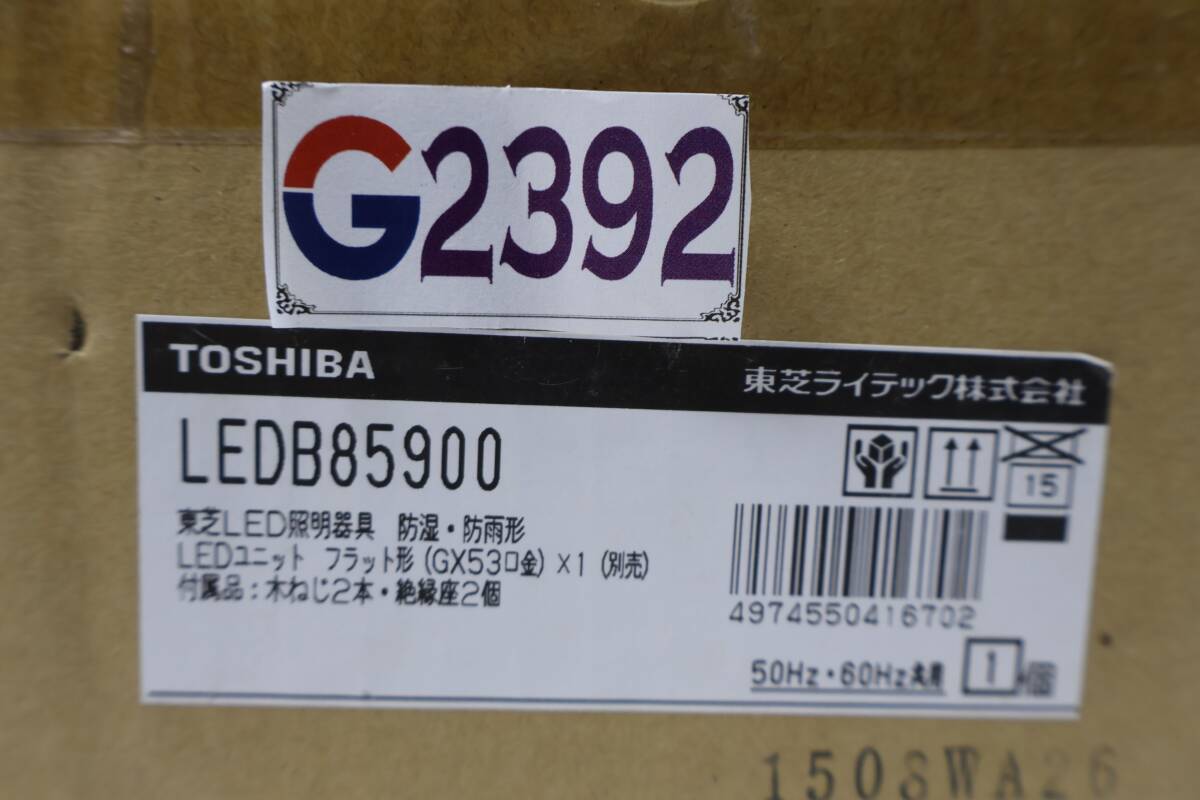 G2392
TOSHIBA 東芝ライテック株式会社
LEDB85900
東芝LED照明器具 防湿・防雨形
LEDユニット フラット形(GX53口金)×1(別売)
付属品:木ねじ2本・絶縁座2個
15
4974550416702
50Hz・60Hz共用 1個
150SWA26